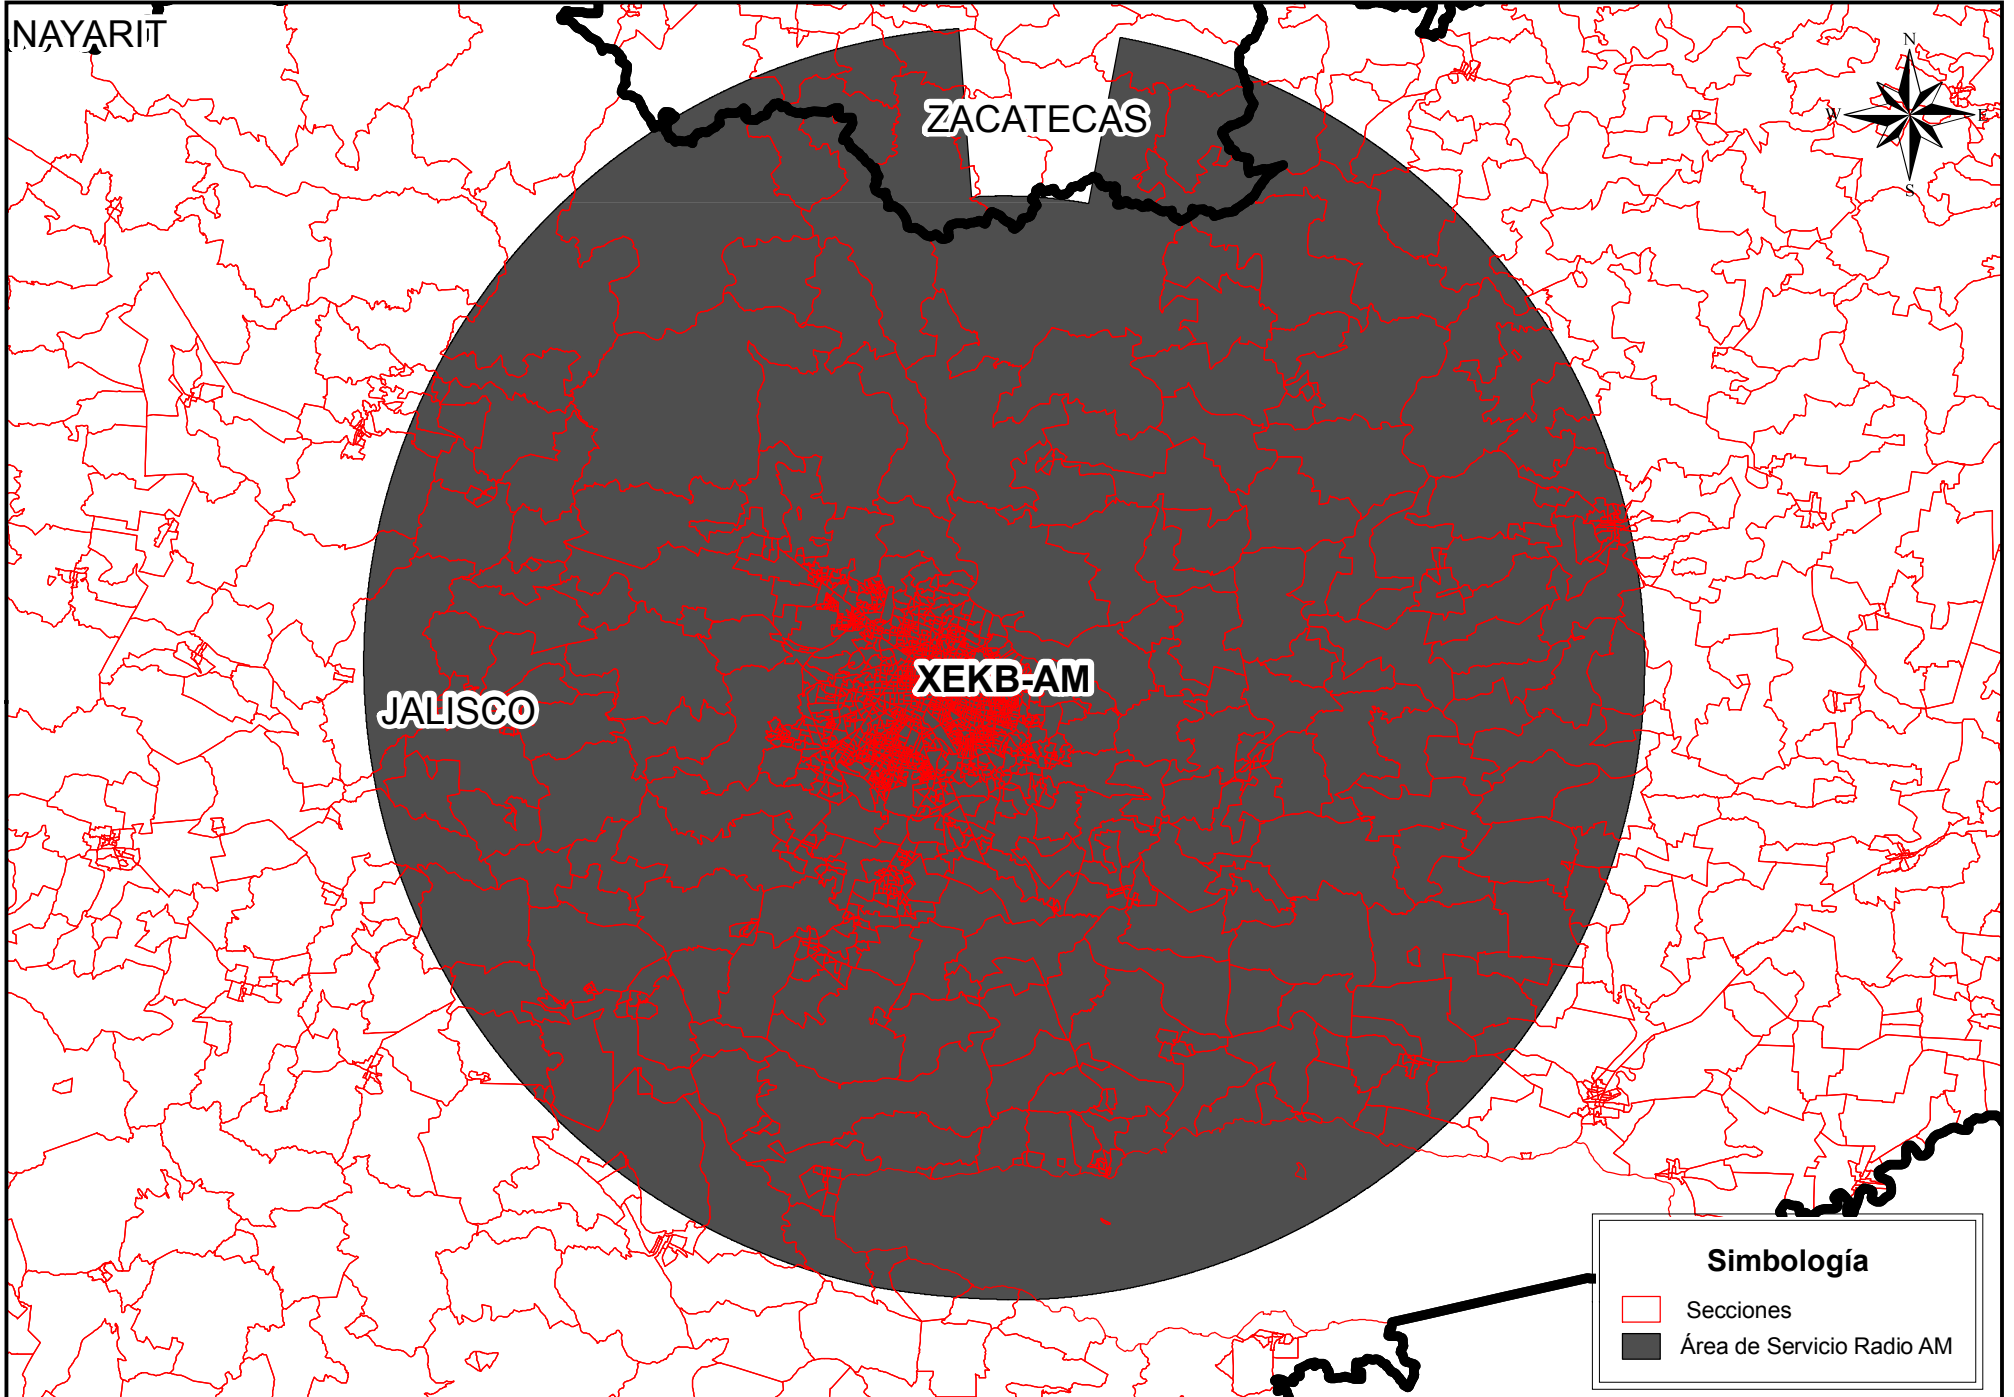 NAYARIT
N
ZACATECAS
W
E
S
XEKB-AM
JALISCO
Simbología
Secciones
Área de Servicio Radio AM